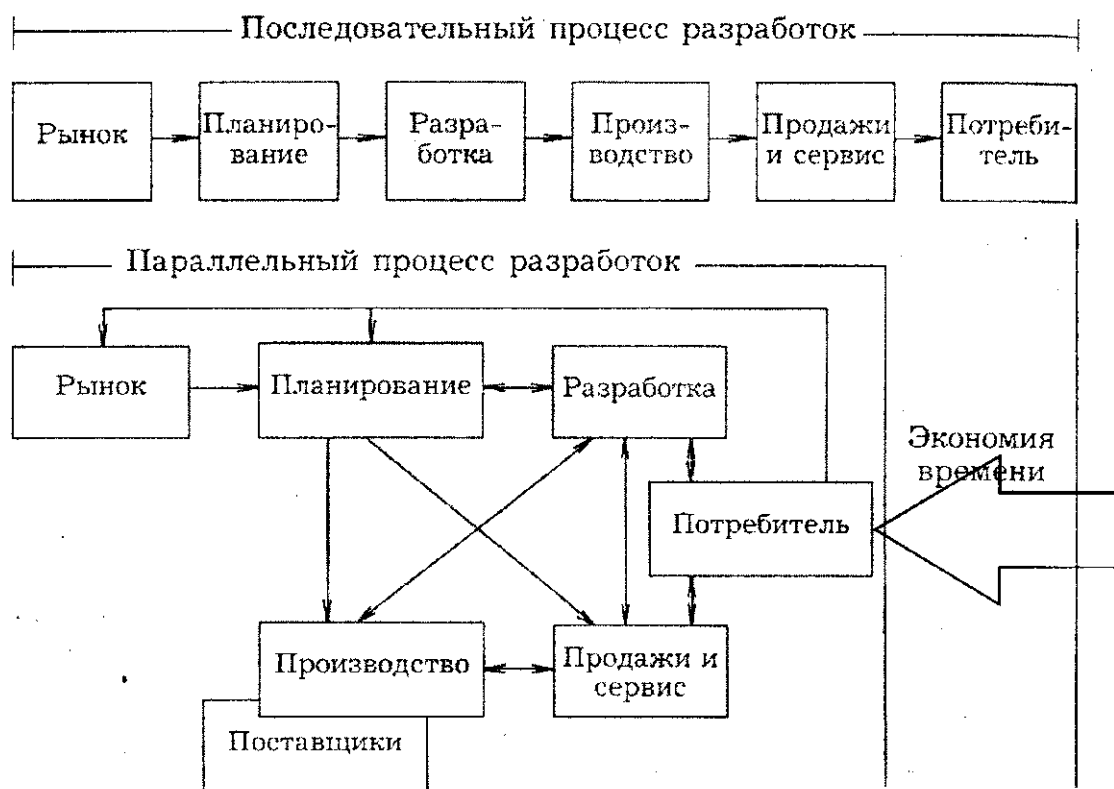 Последовательный процесс разработок
Рынок
Планиро-
вание
Разра-
ботка
Произ-
водство
Продажи
и сервис
Потреби-
тель
Параллельный процесс разработок
Рынок
Планирование
Разработка
Экономия
времени
Потребитель
Производство
Продажи и
сервис
Поставщики